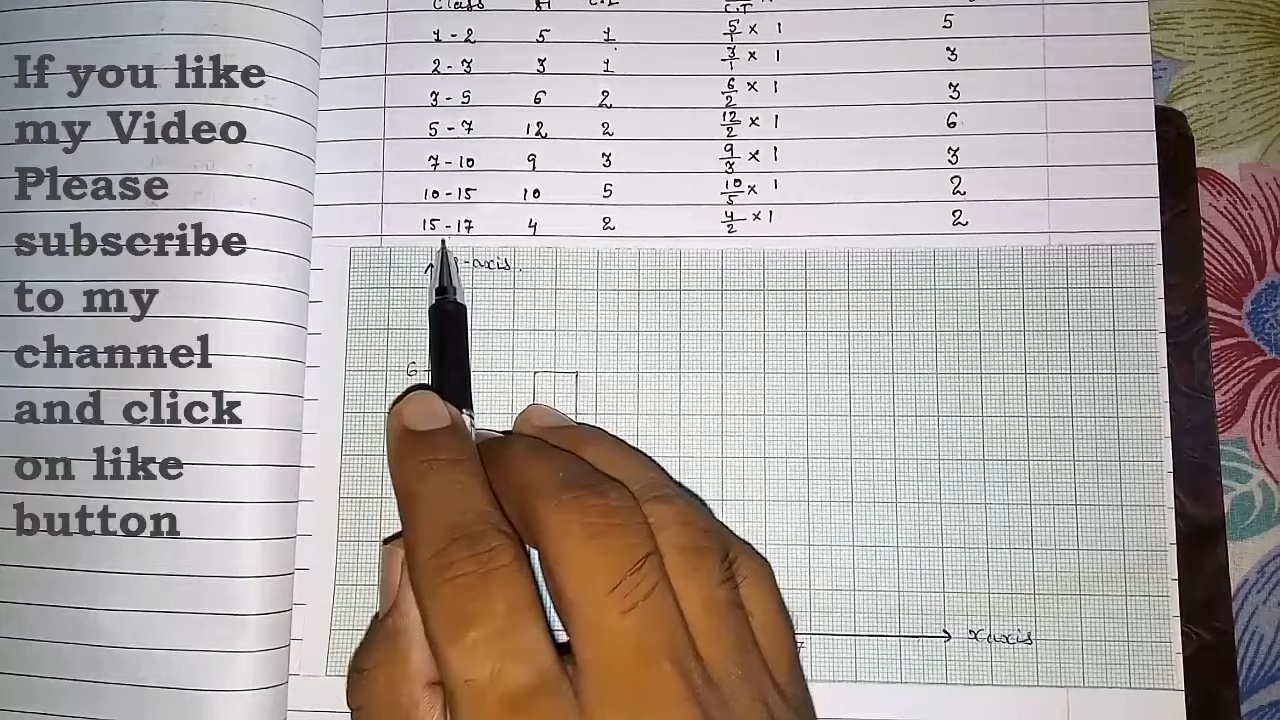 If you like
my Video
Please
subscribe
to my
channel
and click
on like
button
Class C.I C.I
1 - 2 5 1 5/1 × 1 5
2 - 3 3 1 3/1 × 1 3
3 - 5 6 2 6/2 × 1 3
5 - 7 12 2 12/2 × 1 6
7 - 10 9 3 9/3 × 1 3
10 - 15 10 5 10/5 × 1 2
15 - 17 4 2 4/2 × 1 2
-axis.
6
x axis